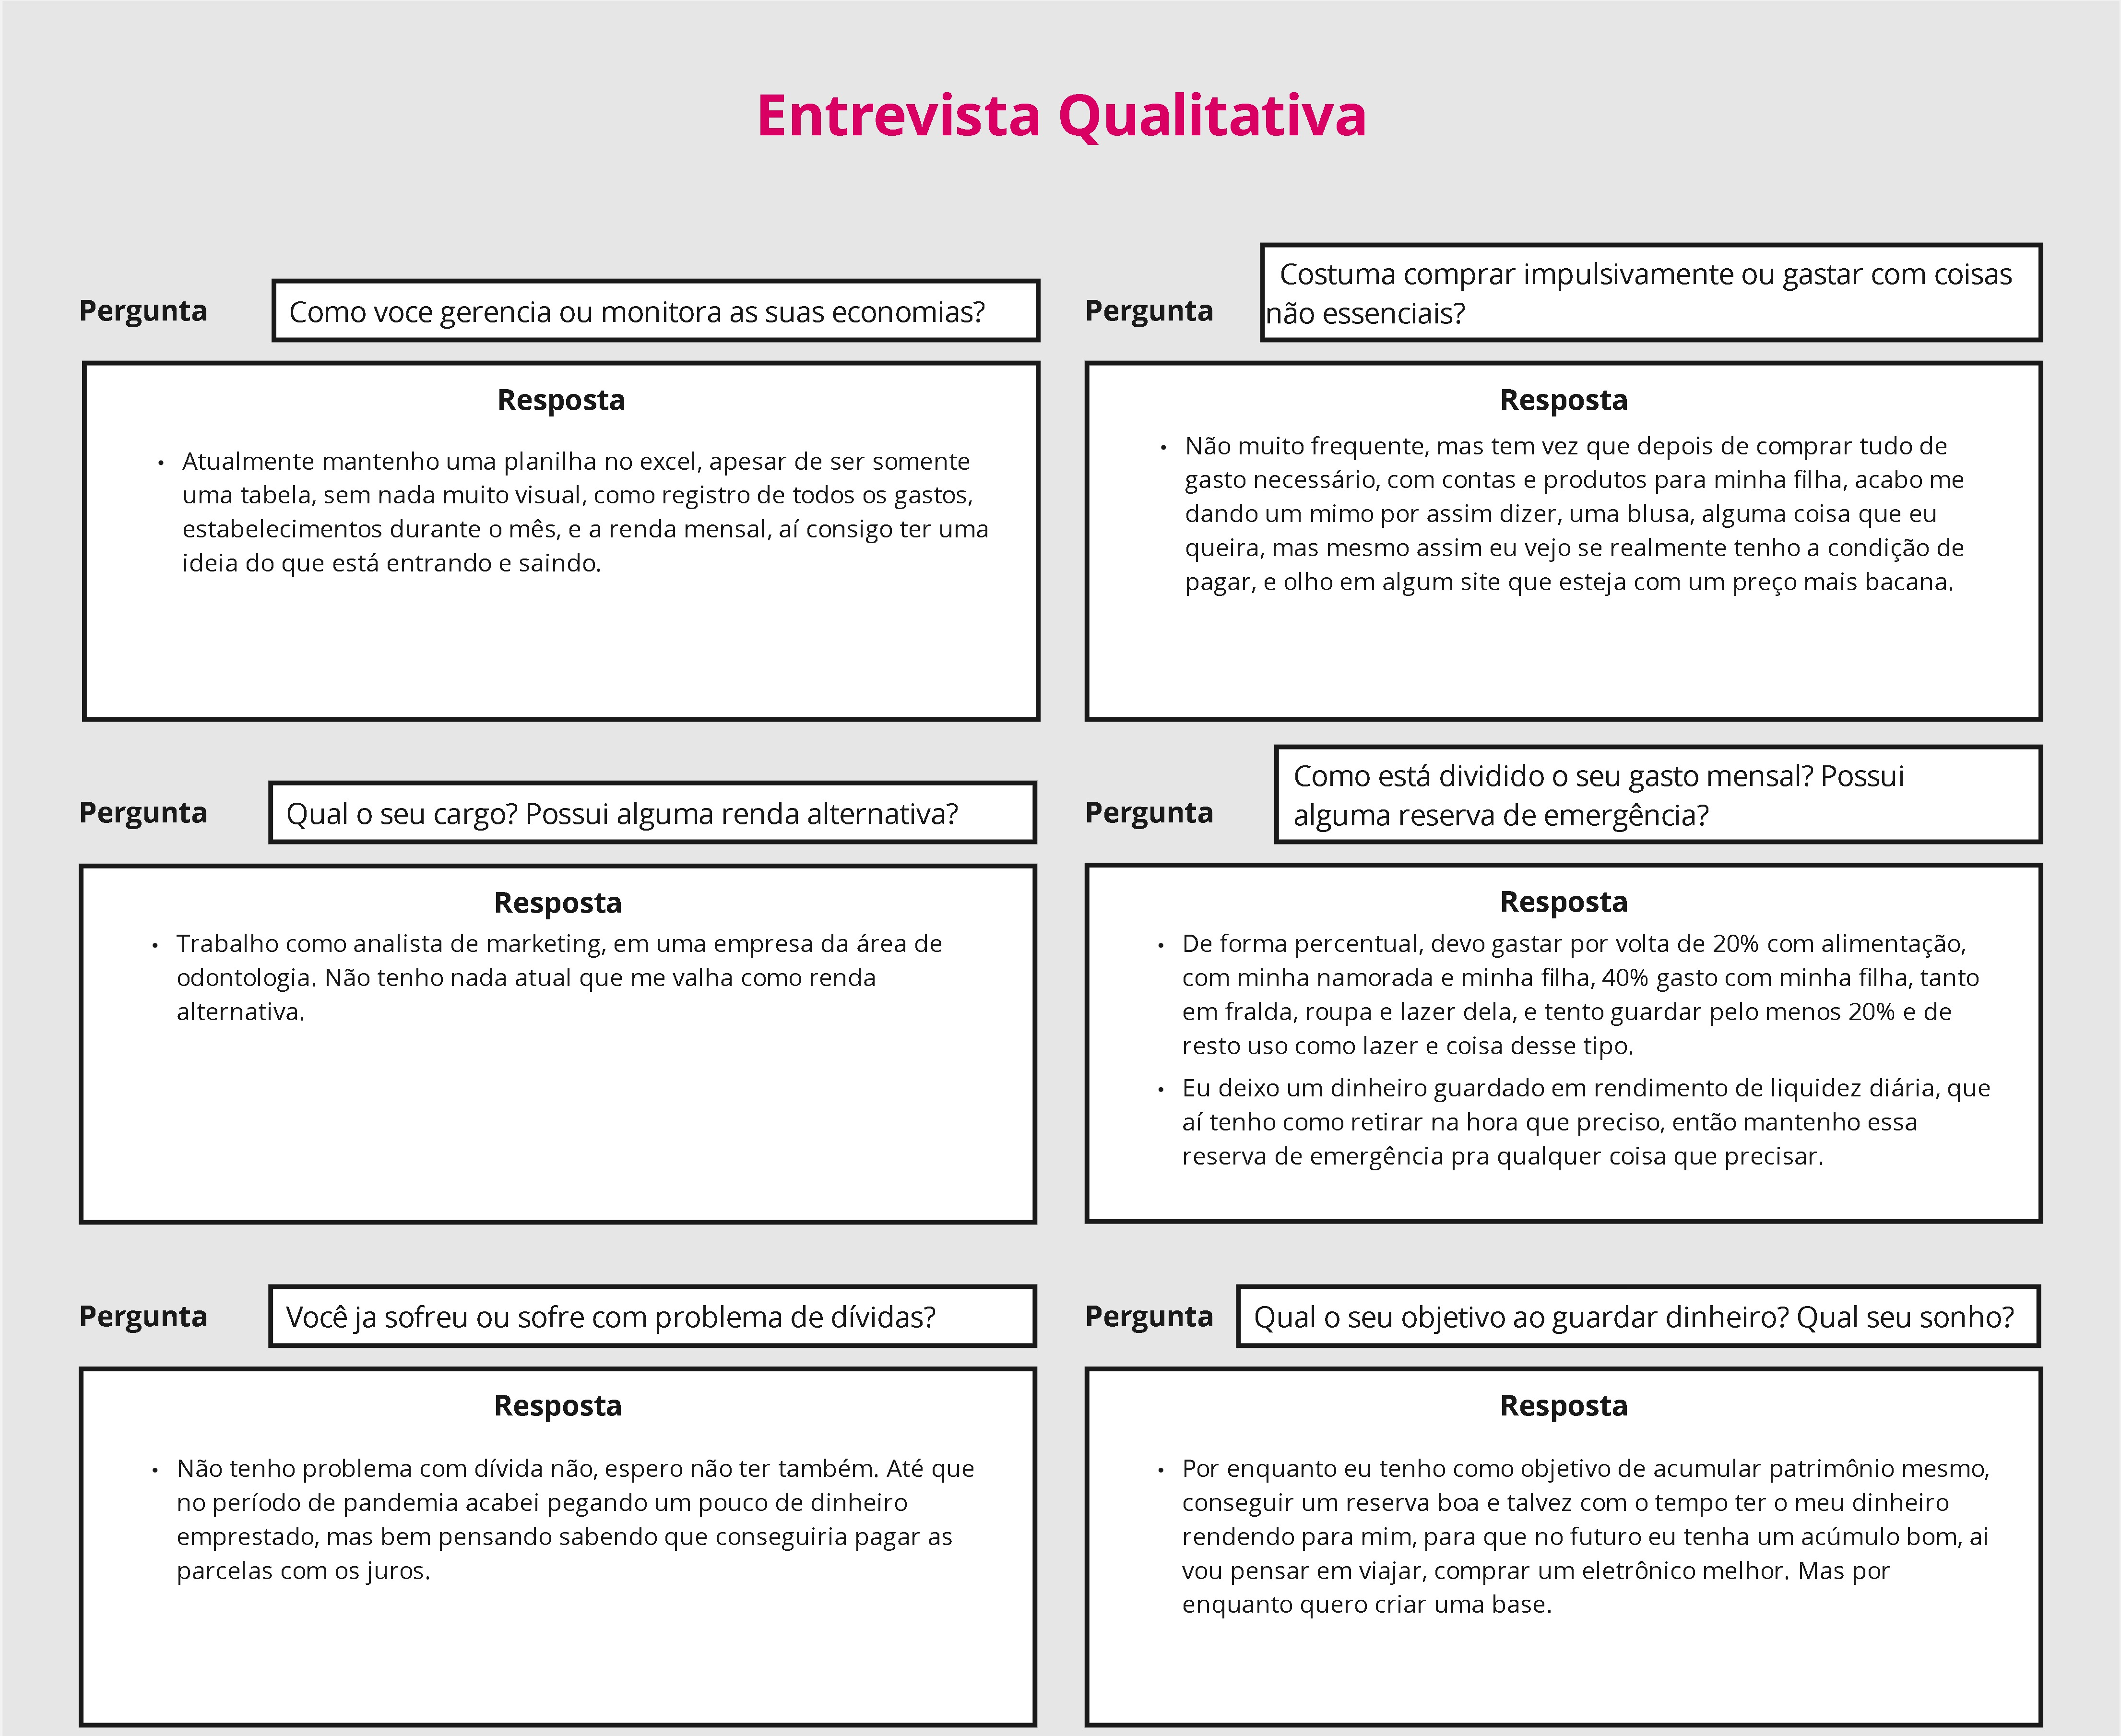 Entrevista Qualitativa
Pergunta
Como voce gerencia ou monitora as suas economias?
Resposta
• Atualmente mantenho uma planilha no excel, apesar de ser somente
uma tabela, sem nada muito visual, como registro de todos os gastos,
estabelecimentos durante o mês, e a renda mensal, aí consigo ter uma
ideia do que está entrando e saindo.
Pergunta
Costuma comprar impulsivamente ou gastar com coisas
não essenciais?
Resposta
• Não muito frequente, mas tem vez que depois de comprar tudo de
gasto necessário, com contas e produtos para minha filha, acabo me
dando um mimo por assim dizer, uma blusa, alguma coisa que eu
queira, mas mesmo assim eu vejo se realmente tenho a condição de
pagar, e olho em algum site que esteja com um preço mais bacana.
Pergunta
Qual o seu cargo? Possui alguma renda alternativa?
Resposta
• Trabalho como analista de marketing, em uma empresa da área de
odontologia. Não tenho nada atual que me valha como renda
alternativa.
Pergunta
Como está dividido o seu gasto mensal? Possui
alguma reserva de emergência?
Resposta
• De forma percentual, devo gastar por volta de 20% com alimentação,
com minha namorada e minha filha, 40% gasto com minha filha, tanto
em fralda, roupa e lazer dela, e tento guardar pelo menos 20% e de
resto uso como lazer e coisa desse tipo.
• Eu deixo um dinheiro guardado em rendimento de liquidez diária, que
aí tenho como retirar na hora que preciso, então mantenho essa
reserva de emergência pra qualquer coisa que precisar.
Pergunta
Você ja sofreu ou sofre com problema de dívidas?
Resposta
• Não tenho problema com dívida não, espero não ter também. Até que
no período de pandemia acabei pegando um pouco de dinheiro
emprestado, mas bem pensando sabendo que conseguiria pagar as
parcelas com os juros.
Pergunta
Qual o seu objetivo ao guardar dinheiro? Qual seu sonho?
Resposta
• Por enquanto eu tenho como objetivo de acumular patrimônio mesmo,
conseguir um reserva boa e talvez com o tempo ter o meu dinheiro
rendendo para mim, para que no futuro eu tenha um acúmulo bom, ai
vou pensar em viajar, comprar um eletrônico melhor. Mas por
enquanto quero criar uma base.